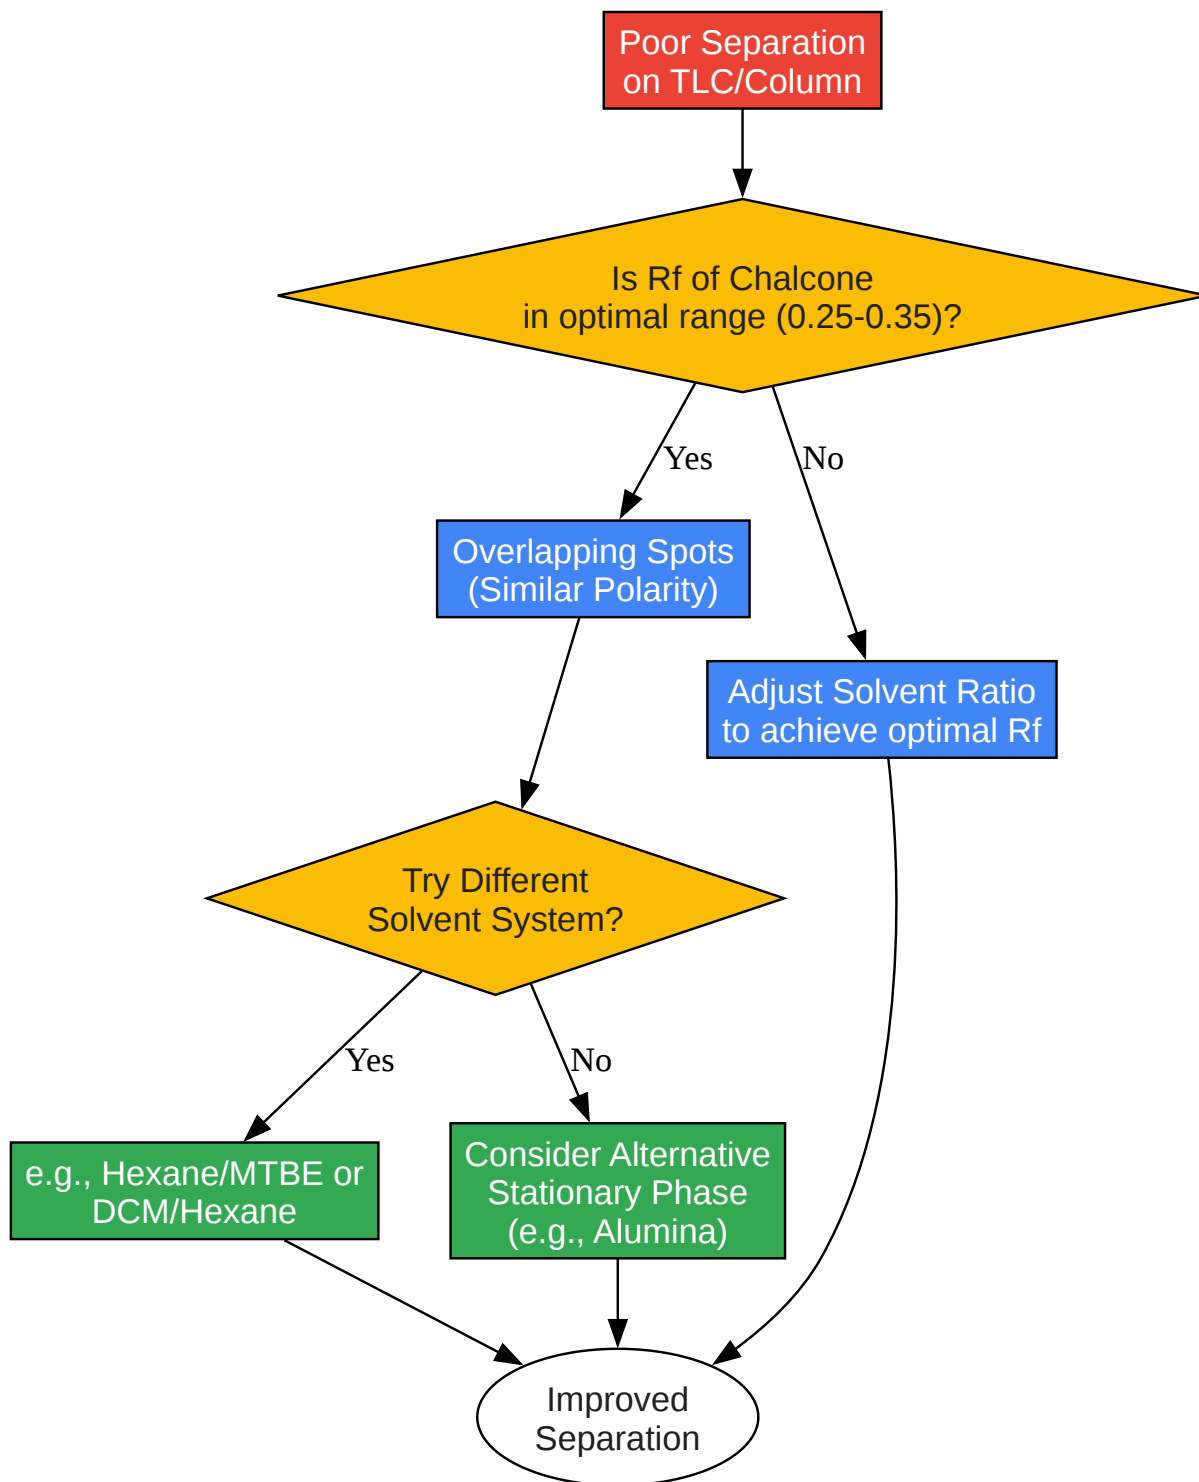 Poor Separation
on TLC/Column
Is Rf of Chalcone
in optimal range (0.25-0.35)?
Yes
No
Overlapping Spots
(Similar Polarity)
Adjust Solvent Ratio
to achieve optimal Rf
Try Different
Solvent System?
Yes
No
e.g., Hexane/MTBE or
DCM/Hexane
Consider Alternative
Stationary Phase
(e.g., Alumina)
Improved
Separation